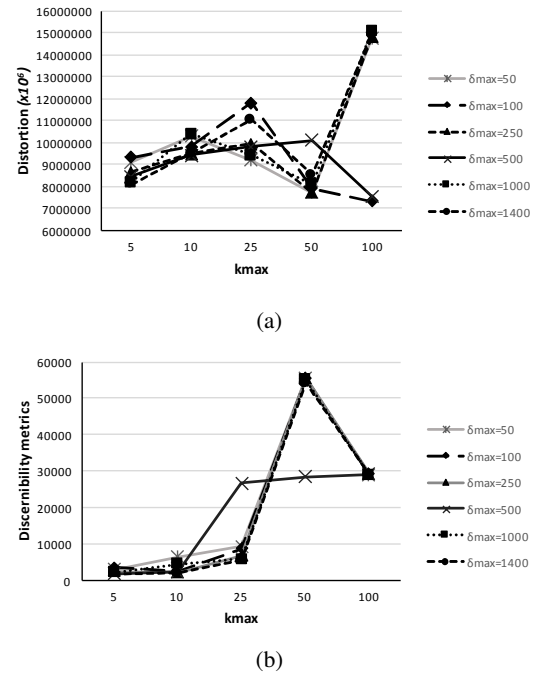 16000000
15000000
14000000
13000000
12000000
11000000
10000000
9000000
8000000
7000000
6000000
Distortion (x10⁶)
5 10 25 50 100
kmax
δmax=50
δmax=100
δmax=250
δmax=500
δmax=1000
δmax=1400
(a)
60000
50000
40000
30000
20000
10000
0
Discernibility metrics
5 10 25 50 100
kmax
δmax=50
δmax=100
δmax=250
δmax=500
δmax=1000
δmax=1400
(b)